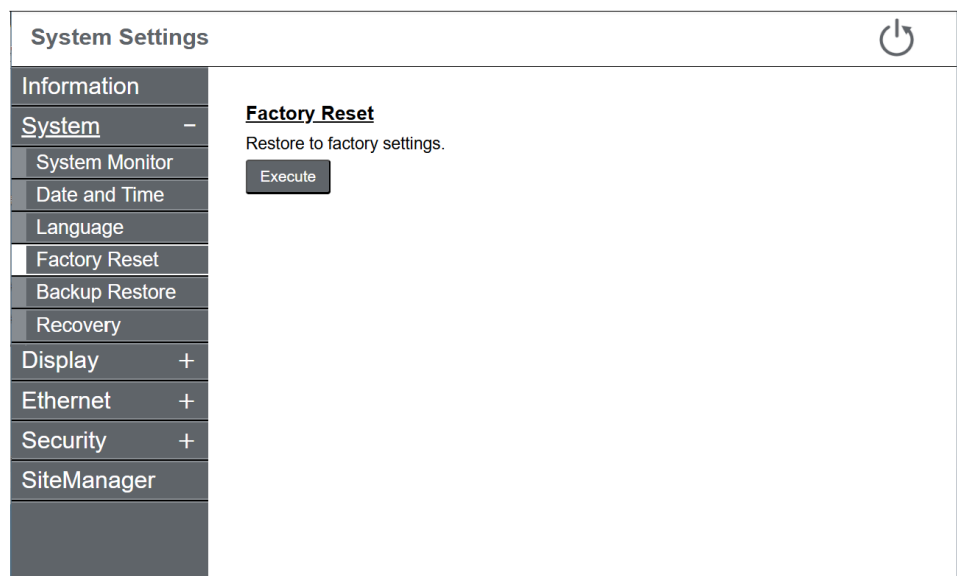 System Settings
Information
System −
System Monitor
Date and Time
Language
Factory Reset
Backup Restore
Recovery
Display +
Ethernet +
Security +
SiteManager
Factory Reset
Restore to factory settings.
Execute